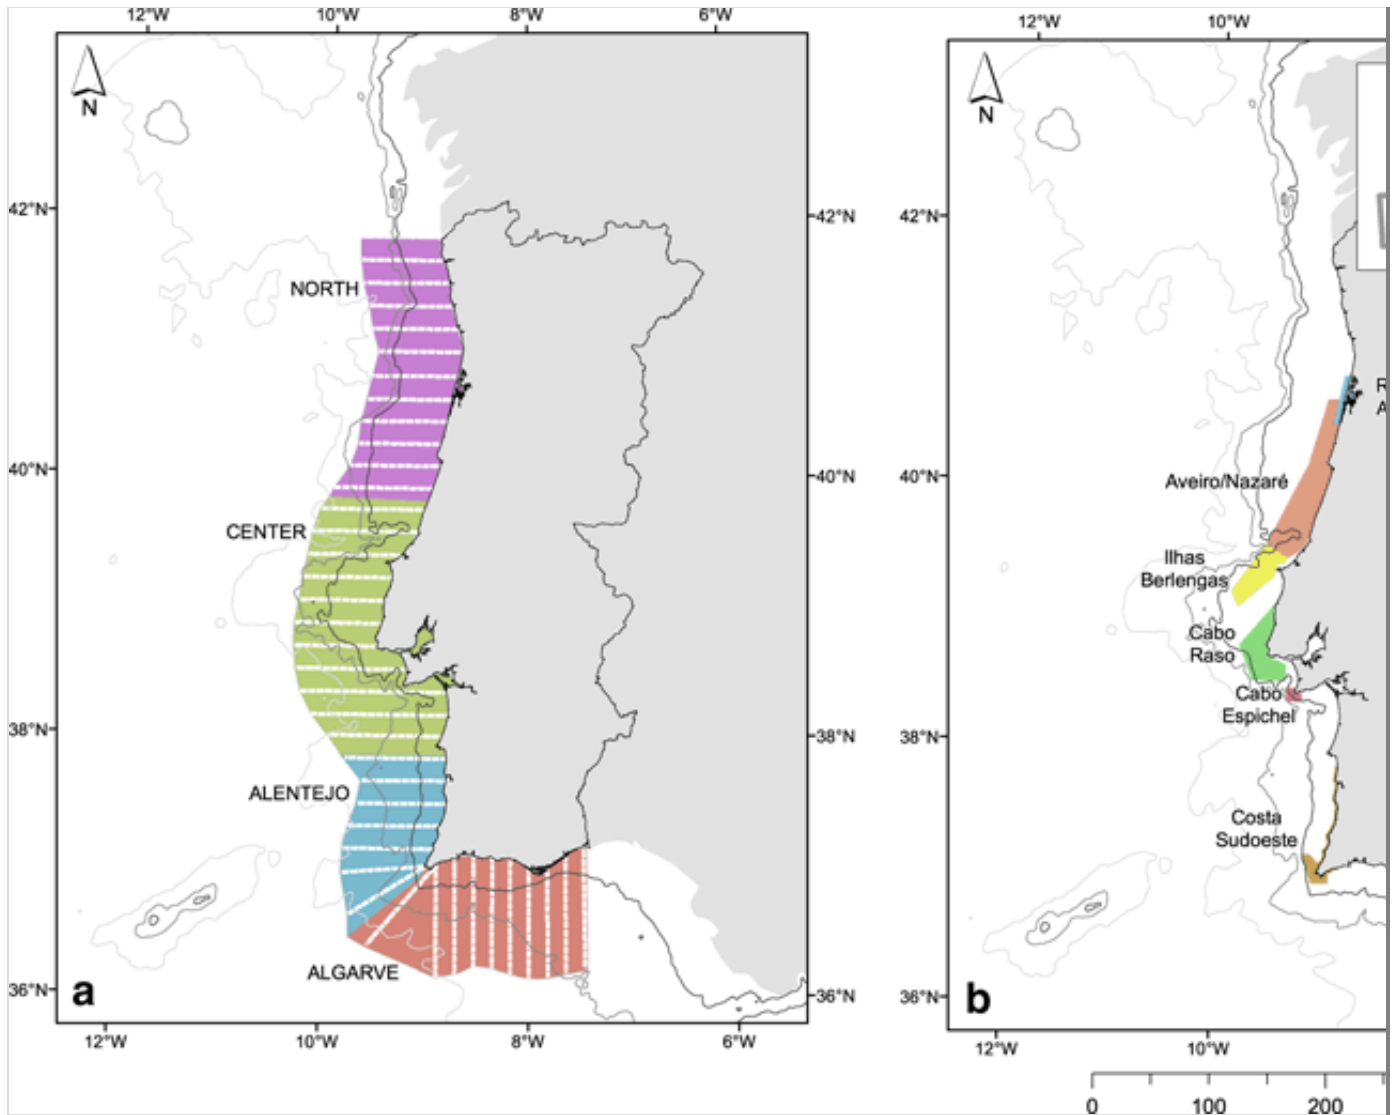 12°W 10°W 8°W 6°W
12°W 10°W
N
N
42°N 42°N 42°N
NORTH
R
A
40°N 40°N 40°N
Aveiro/Nazaré
CENTER
Ilhas
Berlengas
Cabo
Raso
Cabo
Espichel
38°N 38°N 38°N
ALENTEJO
Costa
Sudoeste
ALGARVE
36°N 36°N 36°N
a
b
12°W 10°W 8°W 6°W
12°W 10°W
0 100 200